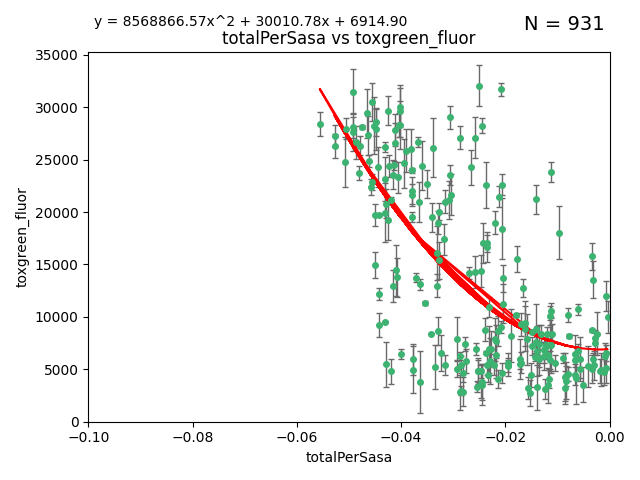 y = 8568866.57x^2 + 30010.78x + 6914.90
N = 931
totalPerSasa vs toxgreen_fluor
35000
30000
25000
20000
15000
10000
5000
0
toxgreen_fluor
−0.10
−0.08
−0.06
−0.04
−0.02
0.00
totalPerSasa